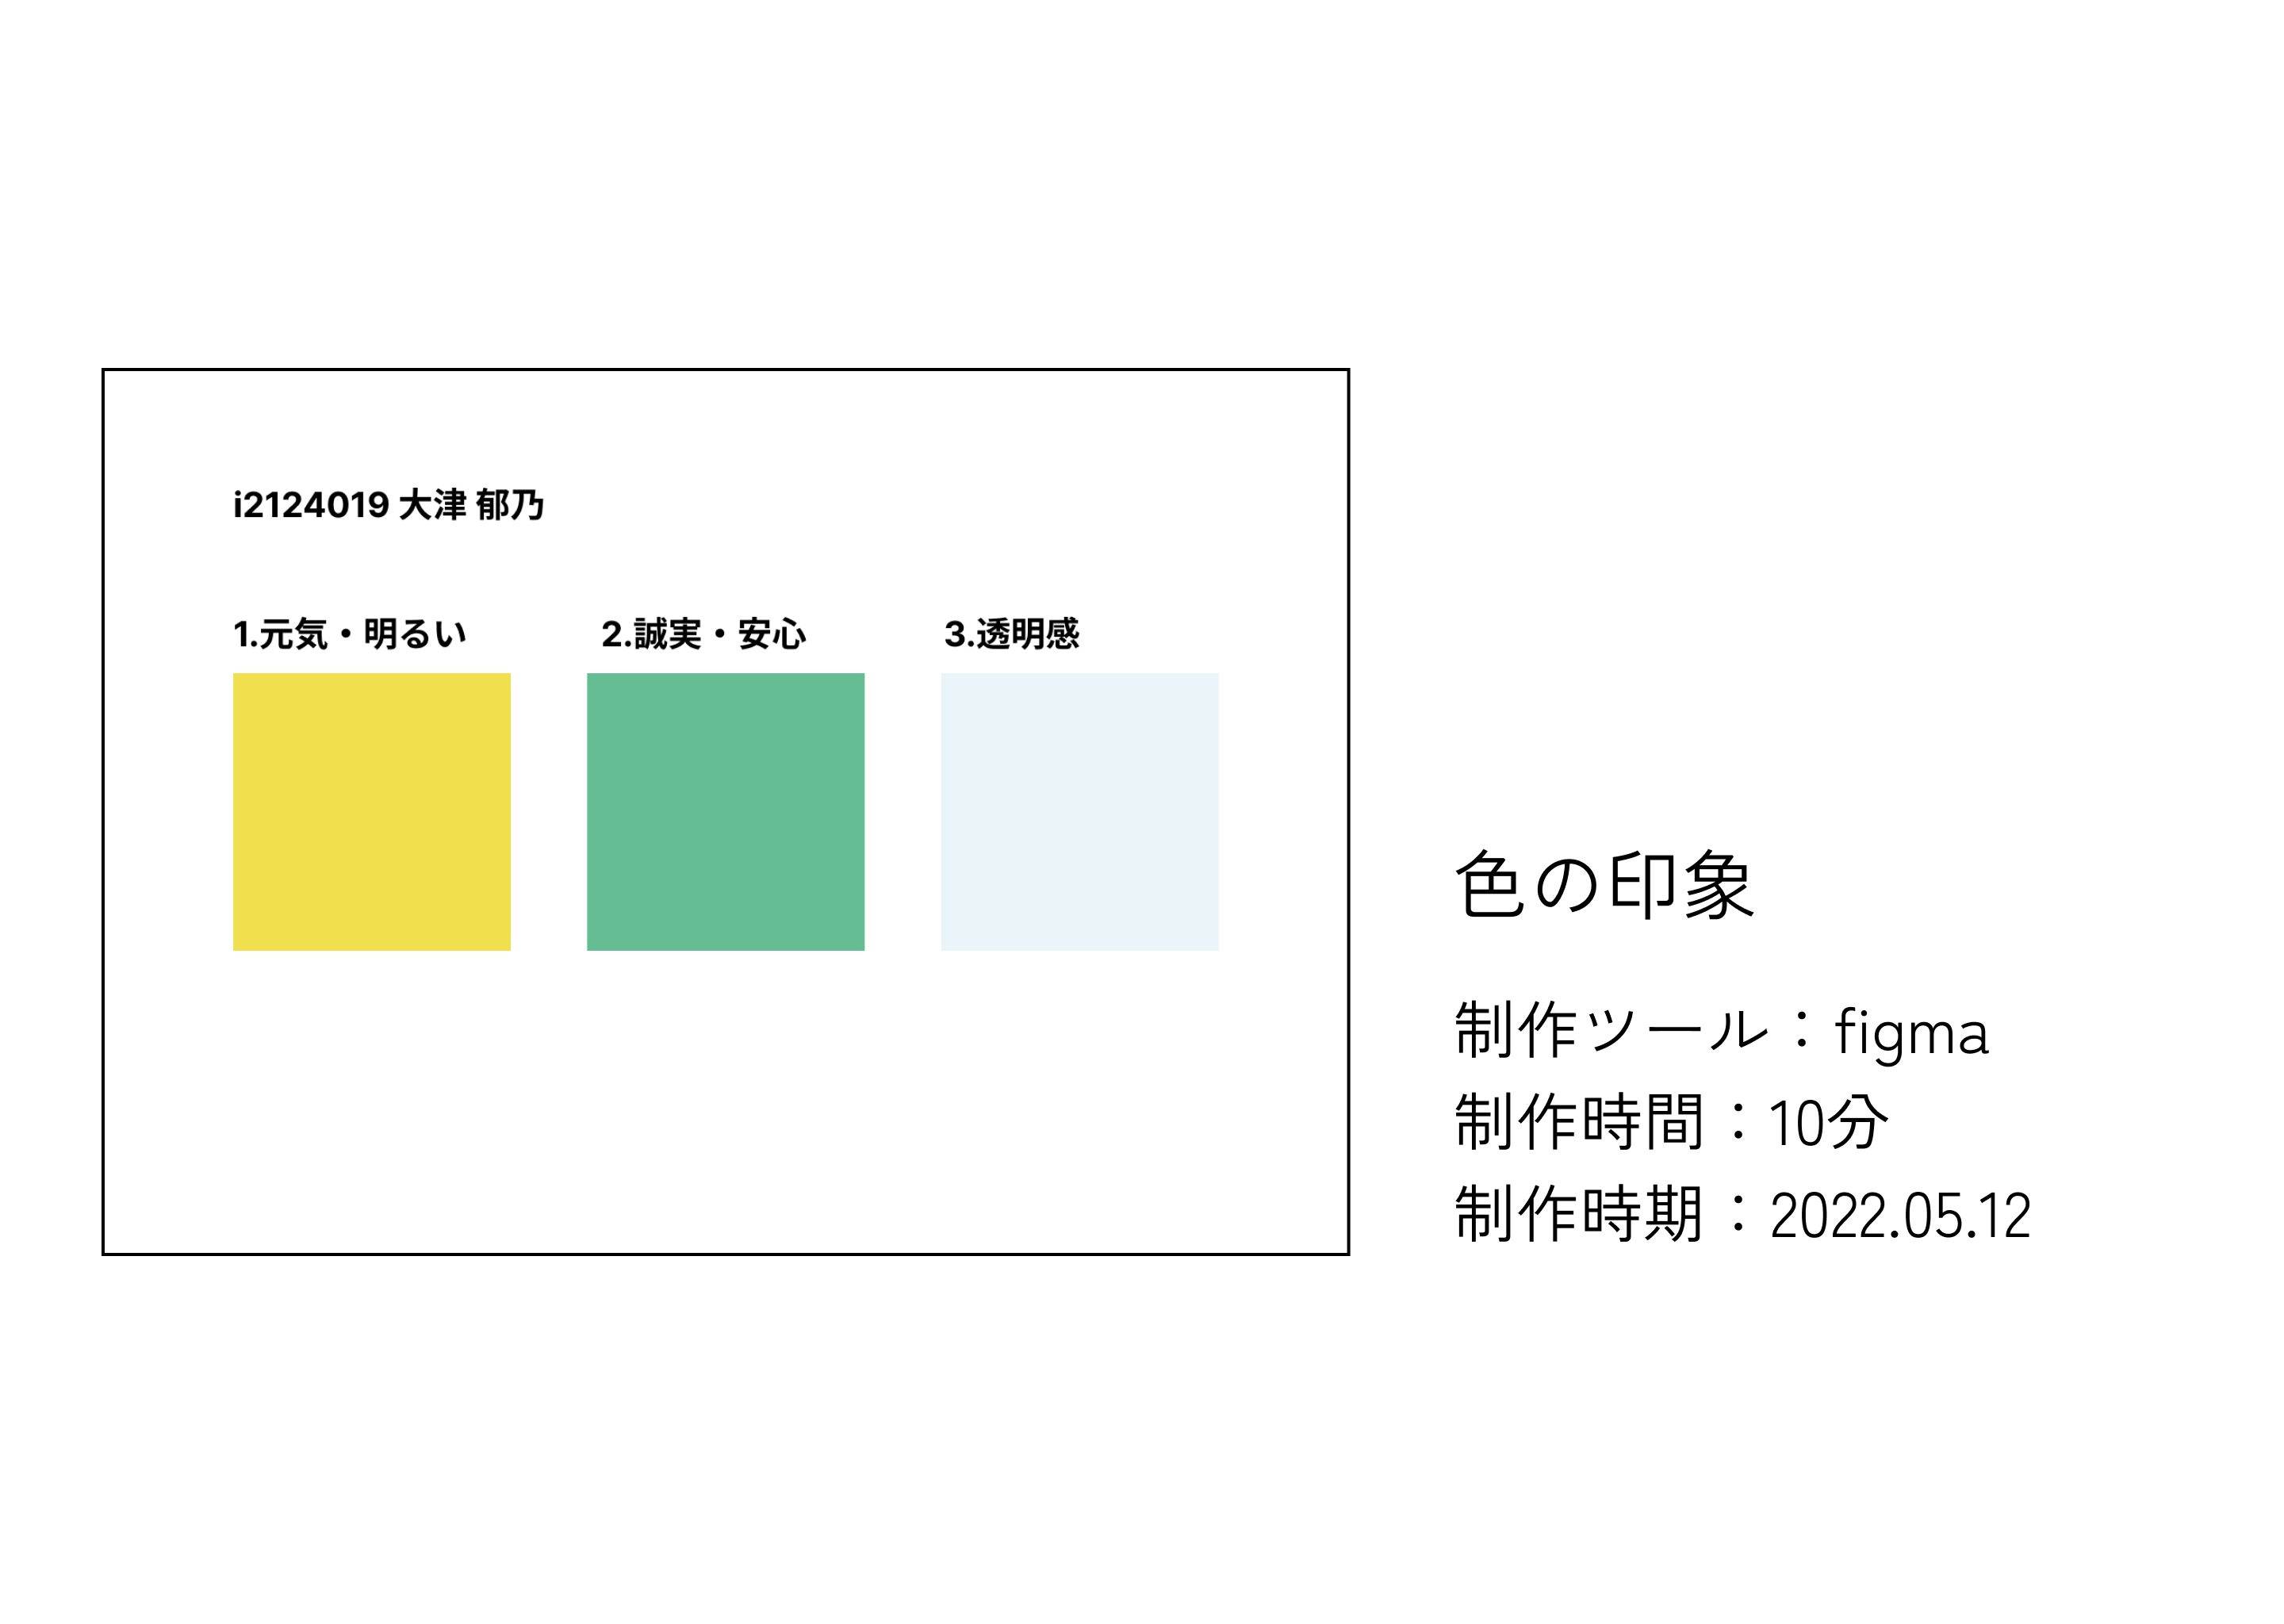 i2124019 大津 郁乃
1.元気・明るい
2.誠実・安心
3.透明感
色の印象
制作ツール：figma
制作時間：10分
制作時期：2022.05.12